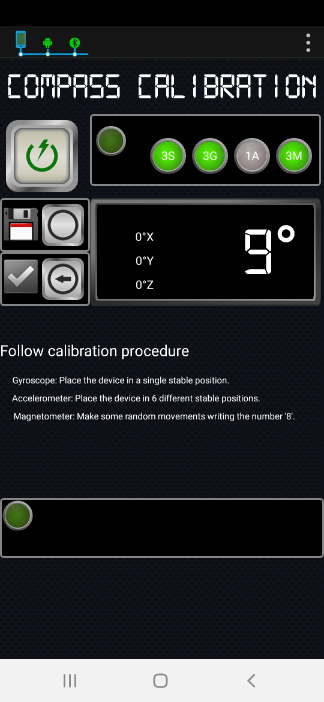 COMPASS CALIBRATION
3S 3G 1A 3M
0°X
9°
0°Y
0°Z
Follow calibration procedure
Gyroscope: Place the device in a single stable position.
Accelerometer: Place the device in 6 different stable positions.
Magnetometer: Make some random movements writing the number '8'.